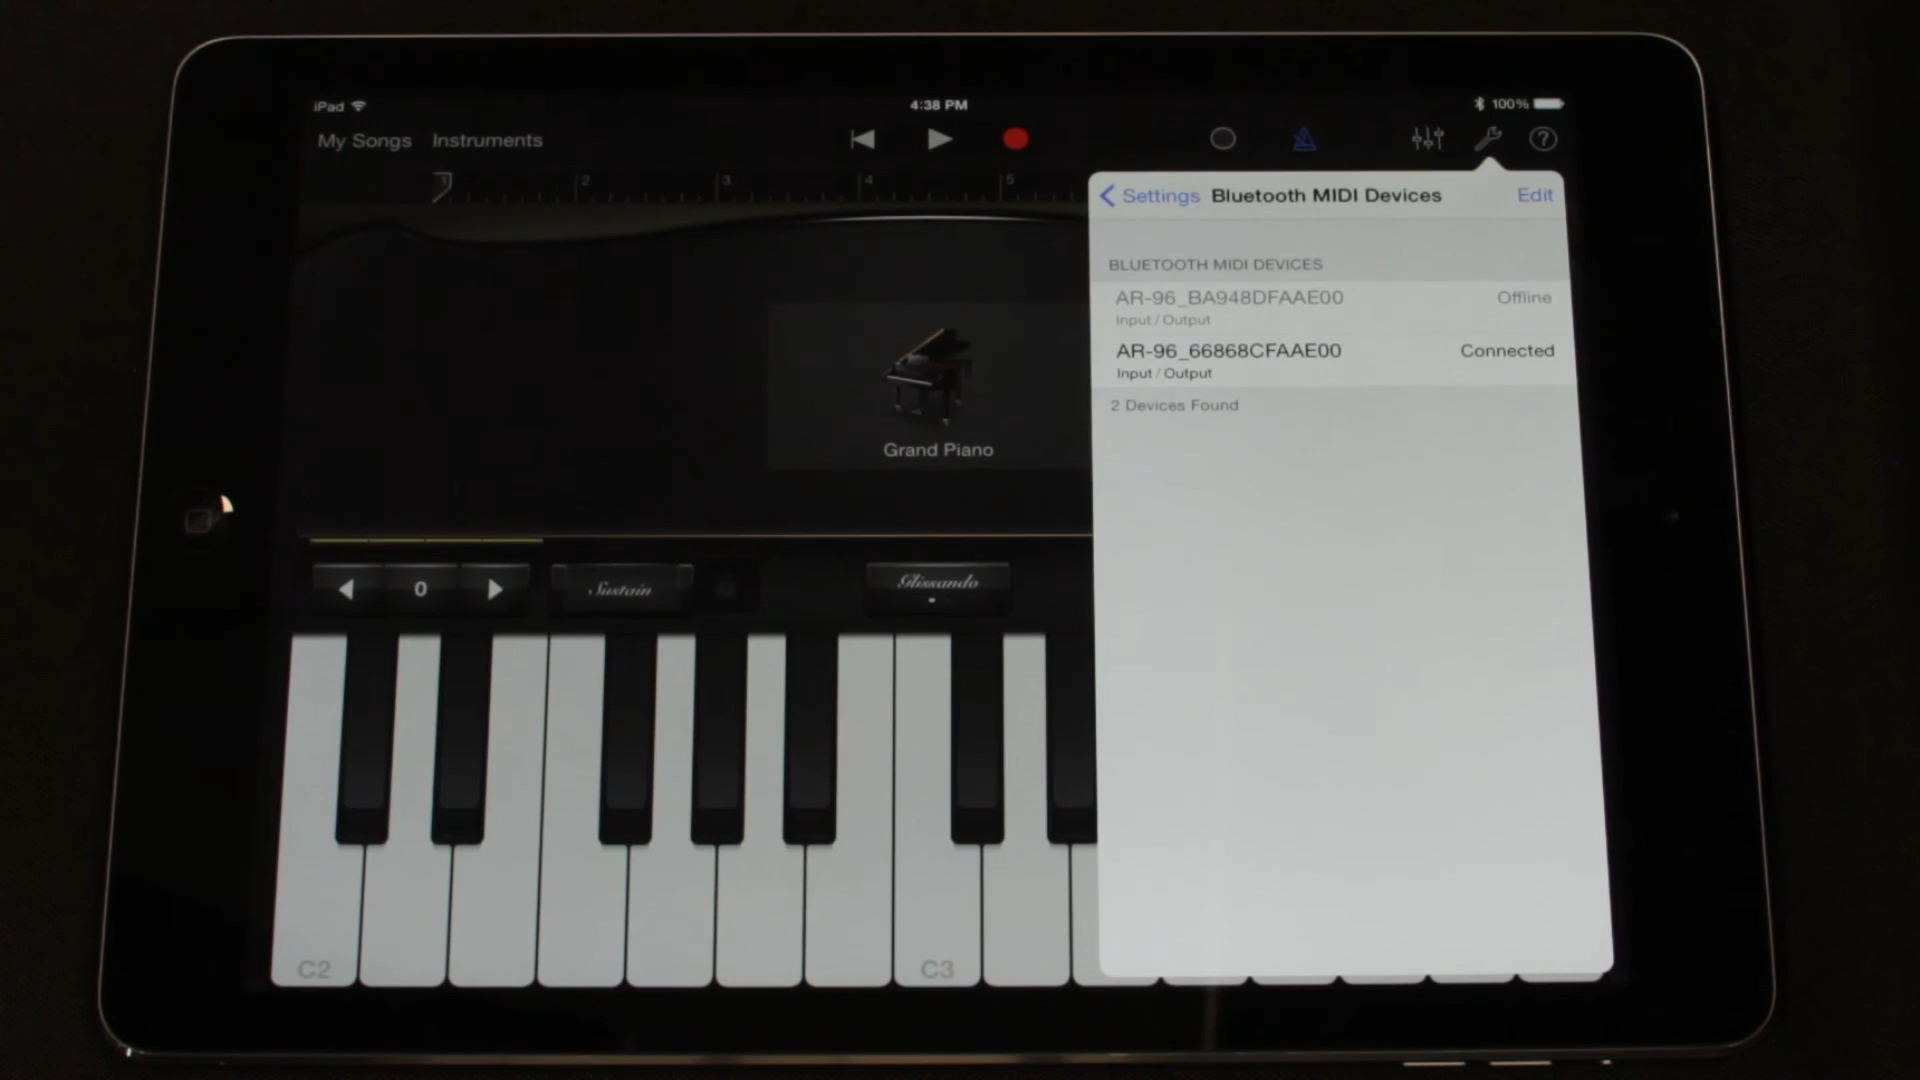 iPad
4:38 PM
100%
My Songs Instruments
1 2 3 4 5
Settings Bluetooth MIDI Devices Edit
BLUETOOTH MIDI DEVICES
AR-96_BA948DFAAE00 Offline
Input / Output
AR-96_66868CFAAE00 Connected
Input / Output
2 Devices Found
Grand Piano
0 Sustain Glissando
C2 C3